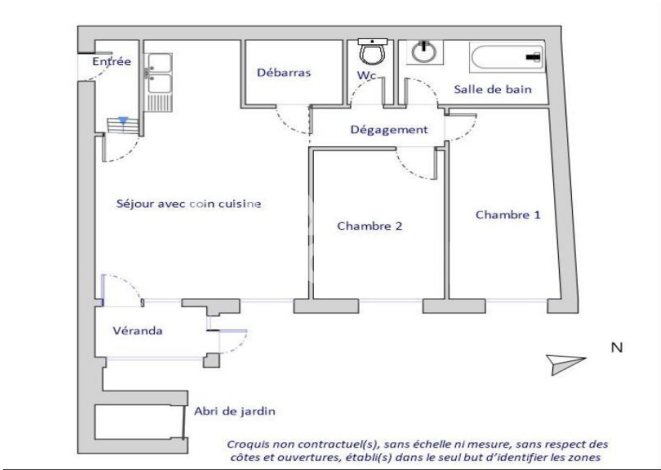 Entrée
Débarras
Wc
Salle de bain
Dégagement
Séjour avec coin cuisine
Chambre 2
Chambre 1
Véranda
N
Abri de jardin
Croquis non contractuel(s), sans échelle ni mesure, sans respect des
côtes et ouvertures, établi(s) dans le seul but d'identifier les zones